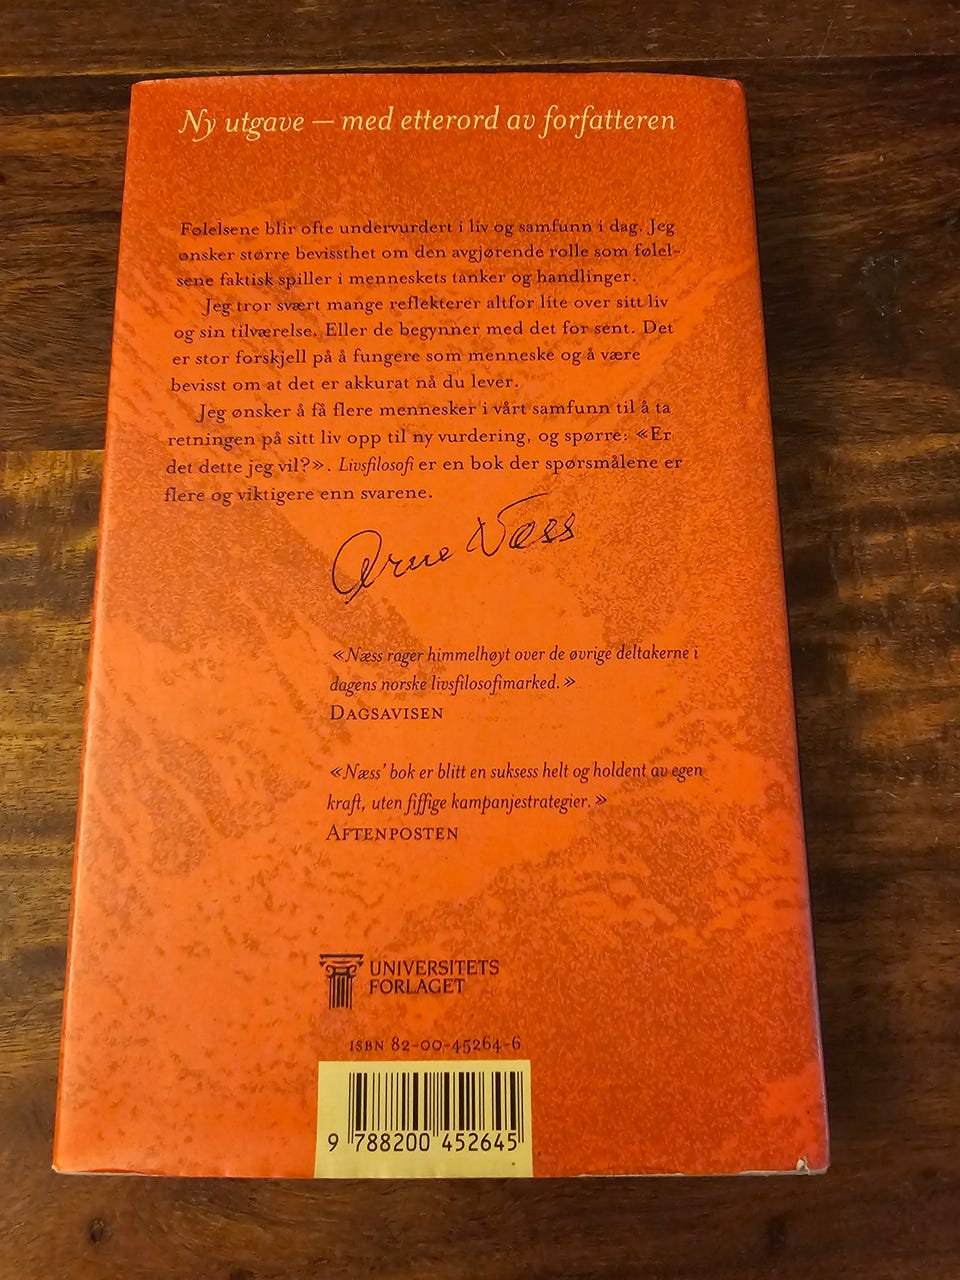 Ny utgave — med etterord av forfatteren
Følelsene blir ofte undervurdert i liv og samfunn i dag. Jeg
ønsker større bevissthet om den avgjørende rolle som følel-
sene faktisk spiller i menneskets tanker og handlinger.
Jeg tror svært mange reflekterer altfor lite over sitt liv
og sin tilværelse. Eller de begynner med det for sent. Det
er stor forskjell på å fungere som menneske og å være
bevisst om at det er akkurat nå du lever.
Jeg ønsker å få flere mennesker i vårt samfunn til å ta
retningen på sitt liv opp til ny vurdering, og spørre: «Er
det dette jeg vil?». Livsfilosofi er en bok der spørsmålene er
flere og viktigere enn svarene.
Arne Næss
«Næss rager himmelhøyt over de øvrige deltakerne i
dagens norske livsfilosofimarked.»
DAGSAVISEN
«Næss' bok er blitt en suksess helt og holdent av egen
kraft, uten fiffige kampanjestrategier.»
AFTENPOSTEN
UNIVERSITETS
FORLAGET
ISBN 82-00-45264-6
9 788200 452645